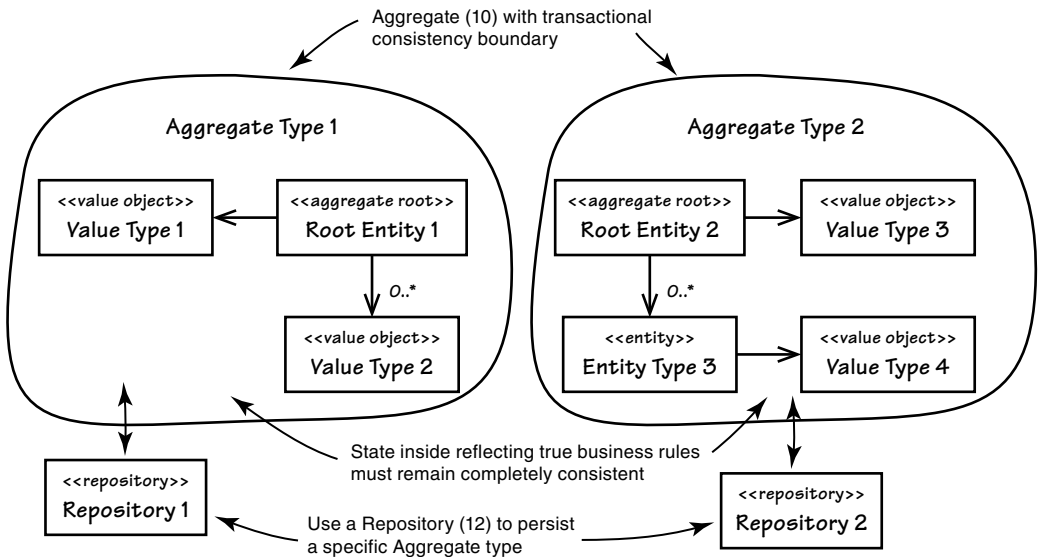 Aggregate (10) with transactional
consistency boundary
Aggregate Type 1
<<value object>>
Value Type 1
<<aggregate root>>
Root Entity 1
0..*
<<value object>>
Value Type 2
Aggregate Type 2
<<aggregate root>>
Root Entity 2
<<value object>>
Value Type 3
0..*
<<entity>>
Entity Type 3
<<value object>>
Value Type 4
State inside reflecting true business rules
must remain completely consistent
<<repository>>
Repository 1
<<repository>>
Repository 2
Use a Repository (12) to persist
a specific Aggregate type